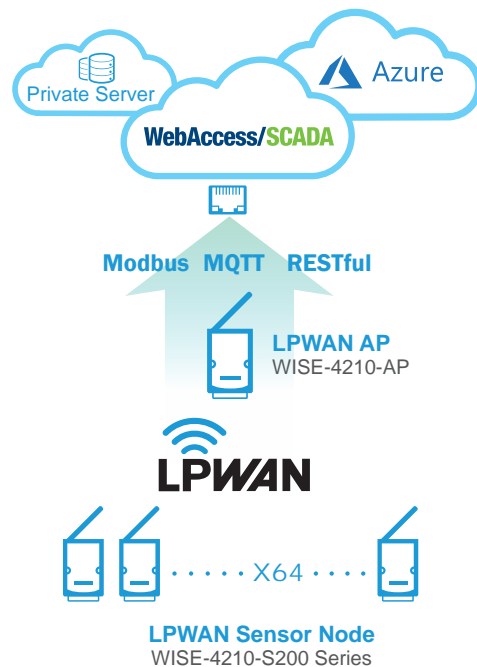 Private Server
Azure
WebAccess/SCADA
Modbus MQTT RESTful
LPWAN AP
WISE-4210-AP
LPWAN
X64
LPWAN Sensor Node
WISE-4210-S200 Series